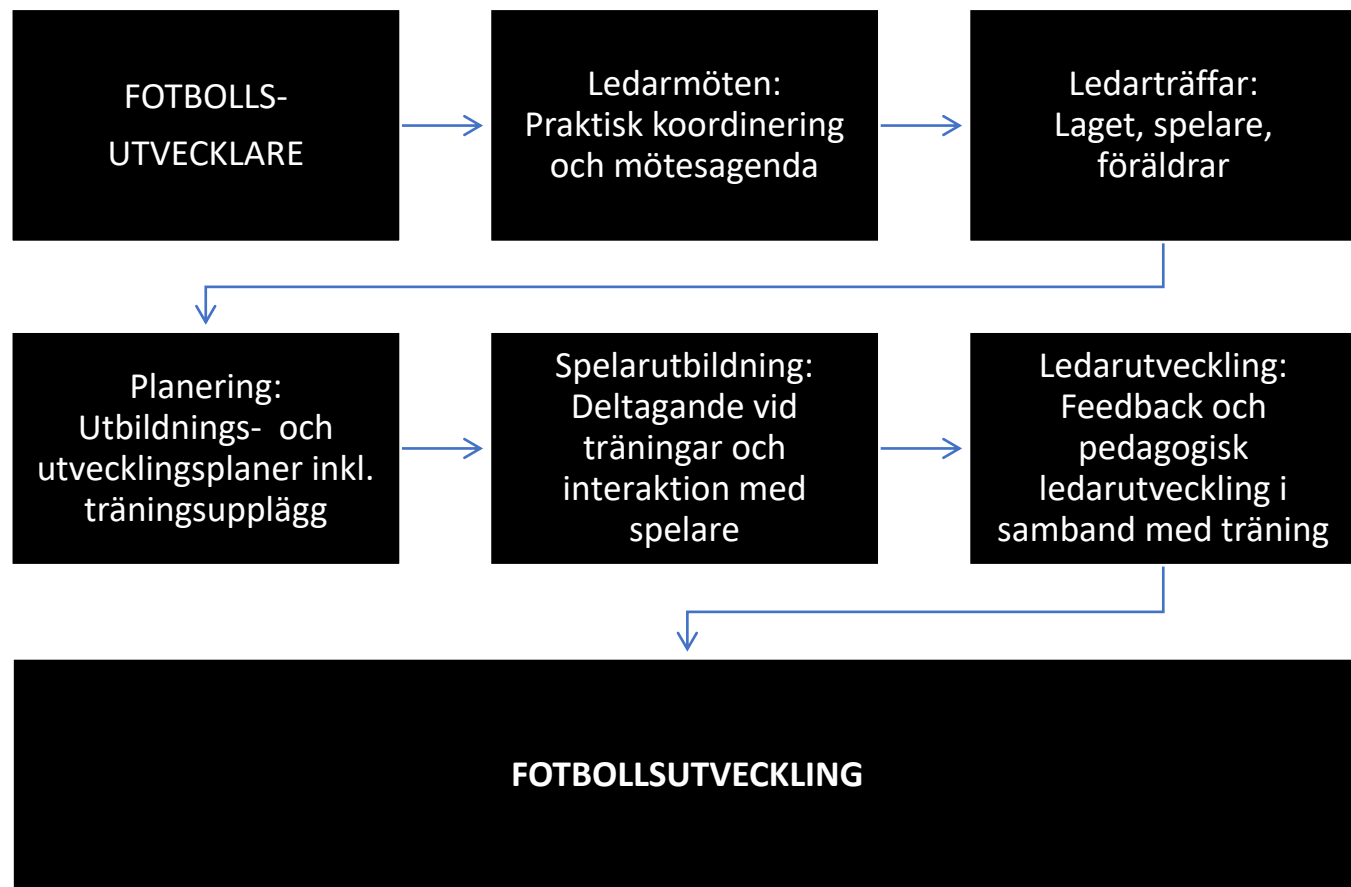 FOTBOLLS-
UTVECKLARE
Ledarmöten:
Praktisk koordinering
och mötesagenda
Ledarträffar:
Laget, spelare,
föräldrar
Planering:
Utbildnings- och
utvecklingsplaner inkl.
träningsupplägg
Spelarutbildning:
Deltagande vid
träningar och
interaktion med
spelare
Ledarutveckling:
Feedback och
pedagogisk
ledarutveckling i
samband med träning
FOTBOLLSUTVECKLING